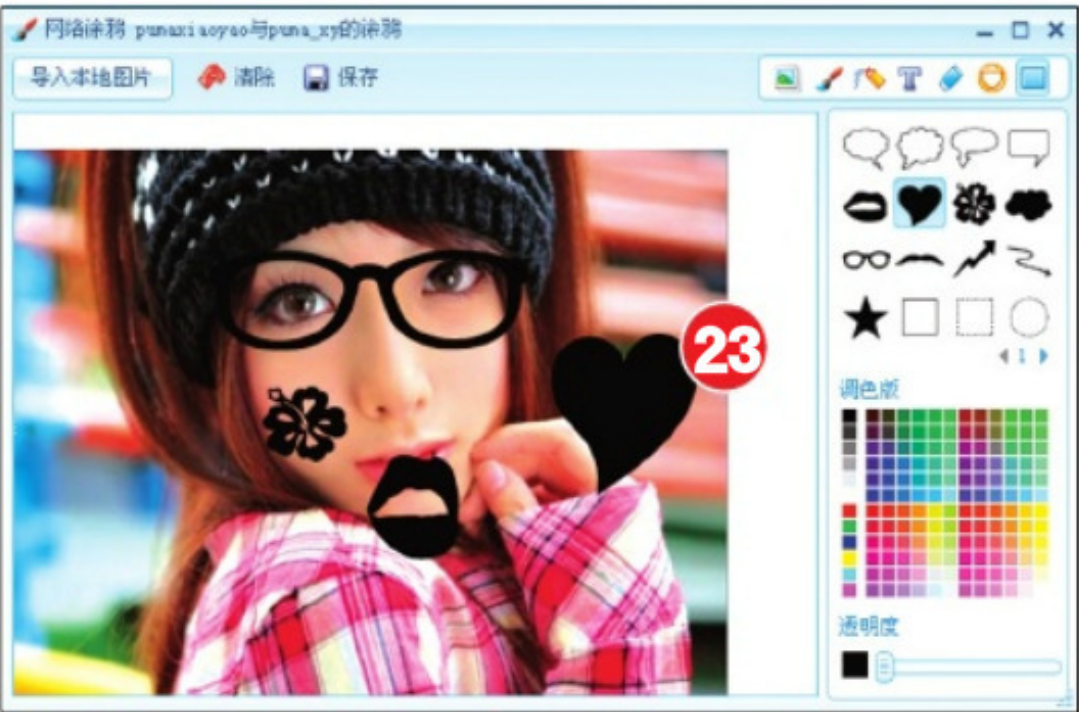 网络涂鸦 punaxiaoyao与puna_xy的涂鸦
导入本地图片 清除 保存
T
23
1
调色版
透明度